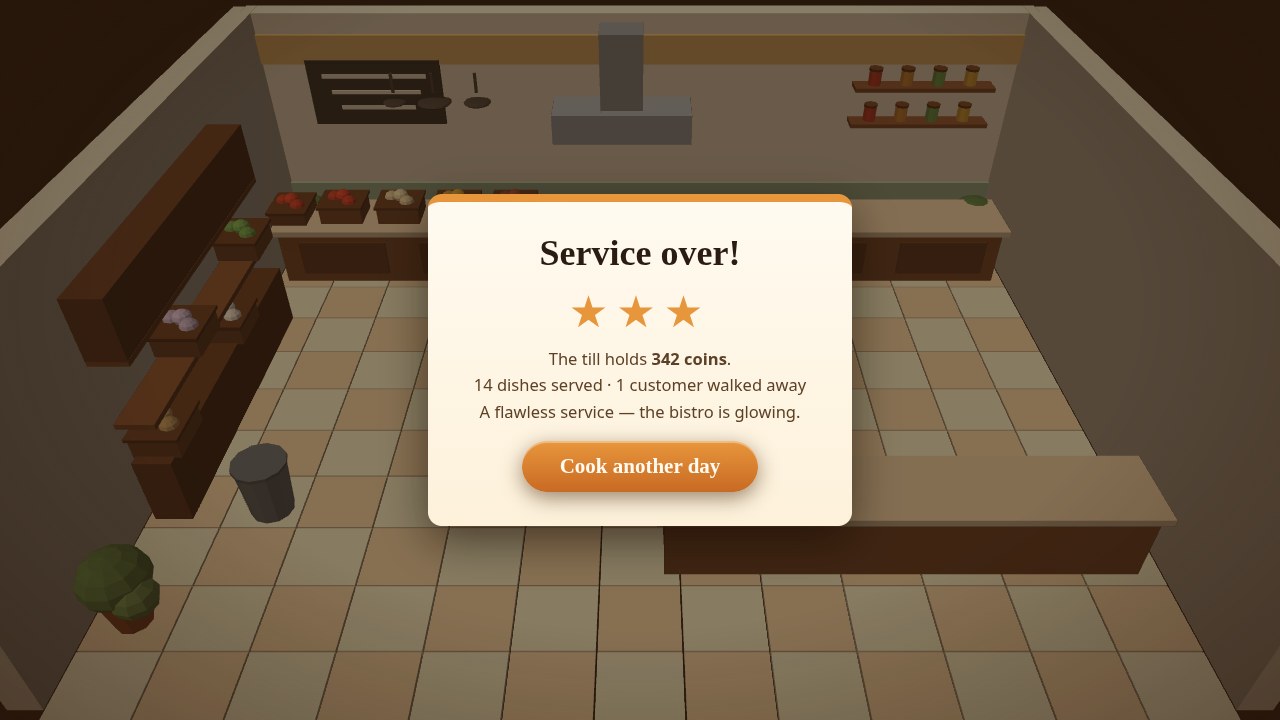 Service over!
The till holds 342 coins.
14 dishes served · 1 customer walked away
A flawless service — the bistro is glowing.
Cook another day